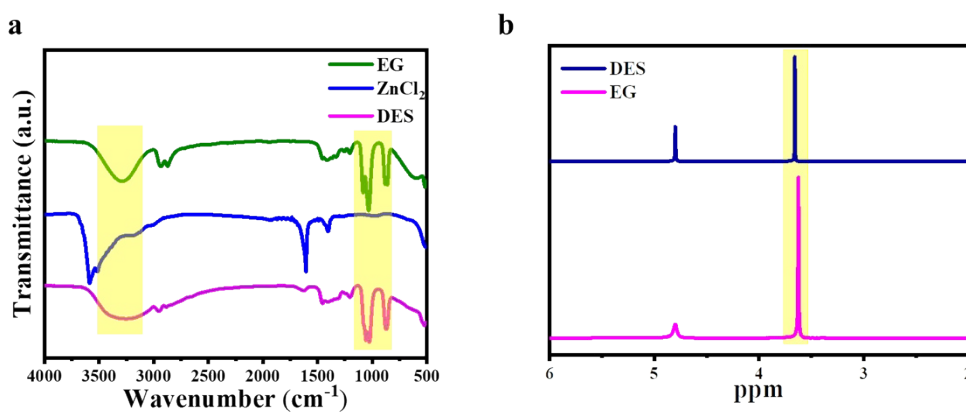 a
EG
ZnCl₂
DES
Transmittance (a.u.)
4000 3500 3000 2500 2000 1500 1000 500
Wavenumber (cm⁻¹)
b
DES
EG
6 5 4 3 2
ppm